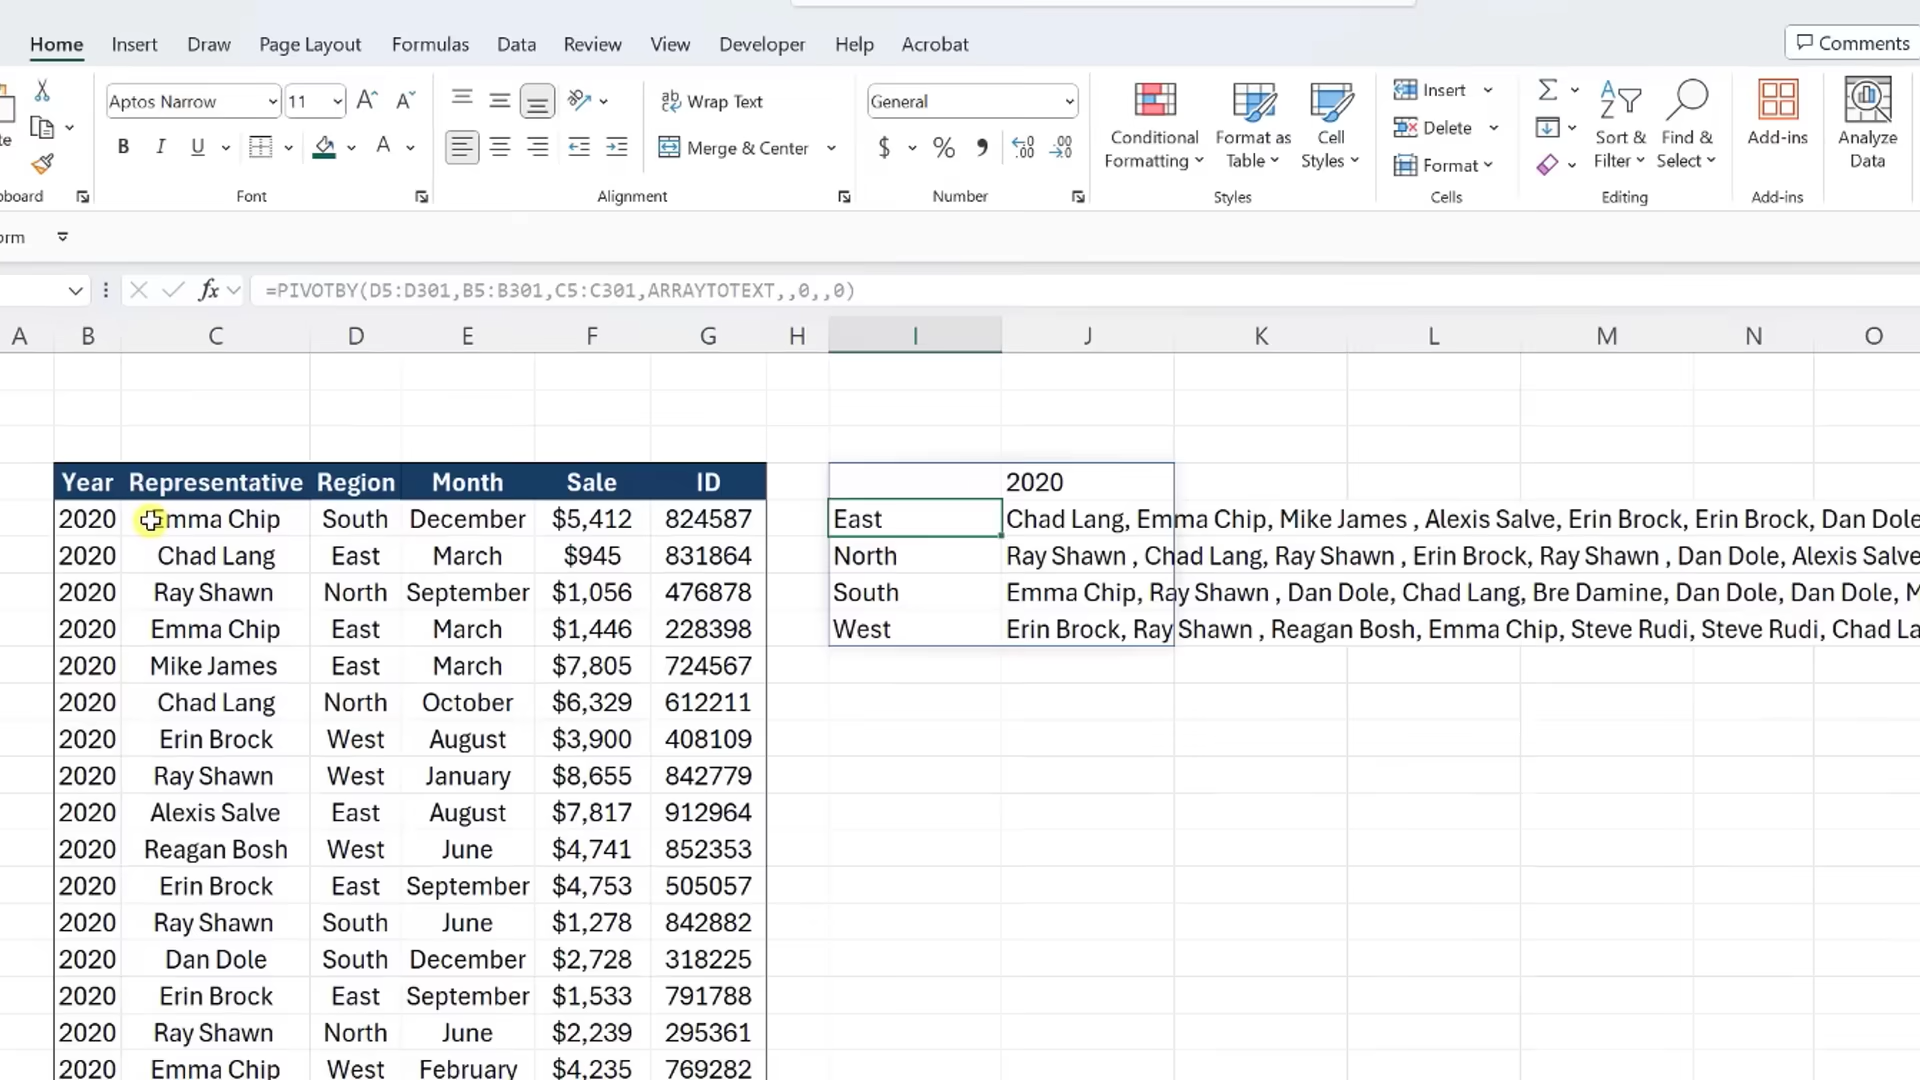 Home Insert Draw Page Layout Formulas Data Review View Developer Help Acrobat Comments
Aptos Narrow 11 Wrap Text General Insert
B I U A Merge & Center $ % Conditional Formatting Format as Table Cell Styles Delete Format Sort & Filter Find & Select Add-ins Analyze Data
Font Alignment Number Styles Cells Editing Add-ins
fx =PIVOTBY(D5:D301,B5:B301,C5:C301,ARRAYTOTEXT,,0,,0)
A B C D E F G H I J K L M N O
Year Representative Region Month Sale ID 2020
2020 Emma Chip South December $5,412 824587 East Chad Lang, Emma Chip, Mike James , Alexis Salve, Erin Brock, Erin Brock, Dan Dole
2020 Chad Lang East March $945 831864 North Ray Shawn , Chad Lang, Ray Shawn , Erin Brock, Ray Shawn , Dan Dole, Alexis Salve
2020 Ray Shawn North September $1,056 476878 South Emma Chip, Ray Shawn , Dan Dole, Chad Lang, Bre Damine, Dan Dole, Dan Dole,
2020 Emma Chip East March $1,446 228398 West Erin Brock, Ray Shawn , Reagan Bosh, Emma Chip, Steve Rudi, Steve Rudi, Chad
2020 Mike James East March $7,805 724567
2020 Chad Lang North October $6,329 612211
2020 Erin Brock West August $3,900 408109
2020 Ray Shawn West January $8,655 842779
2020 Alexis Salve East August $7,817 912964
2020 Reagan Bosh West June $4,741 852353
2020 Erin Brock East September $4,753 505057
2020 Ray Shawn South June $1,278 842882
2020 Dan Dole South December $2,728 318225
2020 Erin Brock East September $1,533 791788
2020 Ray Shawn North June $2,239 295361
2020 Emma Chip West February $4,235 769282